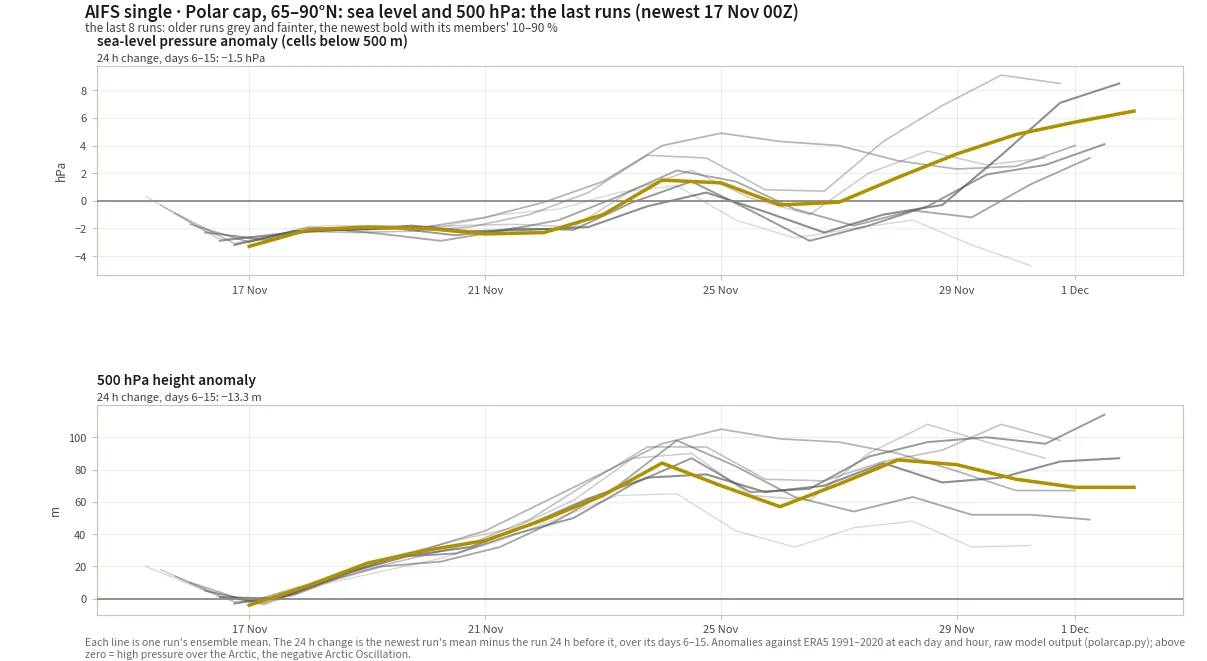 AIFS single · Polar cap, 65–90°N: sea level and 500 hPa: the last runs (newest 17 Nov 00Z)
the last 8 runs: older runs grey and fainter, the newest bold with its members' 10–90 %
sea-level pressure anomaly (cells below 500 m)
24 h change, days 6–15: −1.5 hPa
8
6
4
2
0
−2
−4
hPa
17 Nov
21 Nov
25 Nov
29 Nov
1 Dec
500 hPa height anomaly
24 h change, days 6–15: −13.3 m
100
80
60
40
20
0
m
17 Nov
21 Nov
25 Nov
29 Nov
1 Dec
Each line is one run's ensemble mean. The 24 h change is the newest run's mean minus the run 24 h before it, over its days 6–15. Anomalies against ERA5 1991–2020 at each day and hour, raw model output (polarcap.py); above
zero = high pressure over the Arctic, the negative Arctic Oscillation.